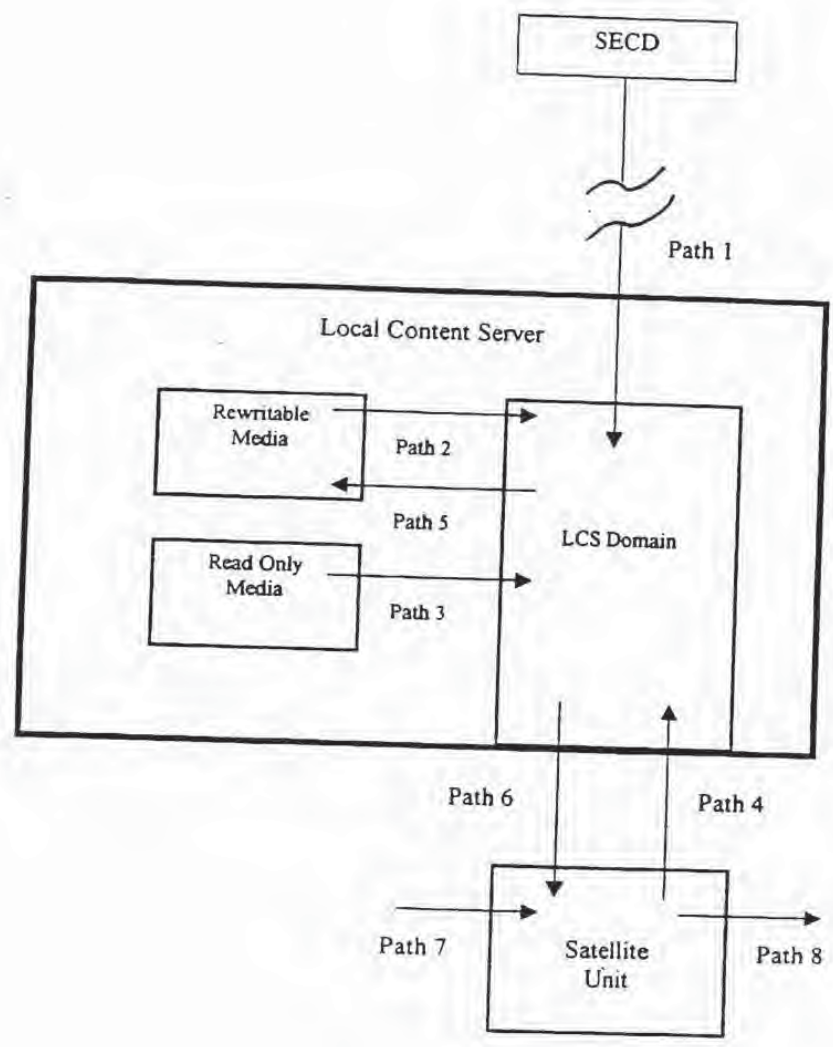 SECD
Path 1
Local Content Server
Rewritable
Media
Path 2
Path 5
LCS Domain
Read Only
Media
Path 3
Path 6
Path 4
Path 7
Satellite
Unit
Path 8